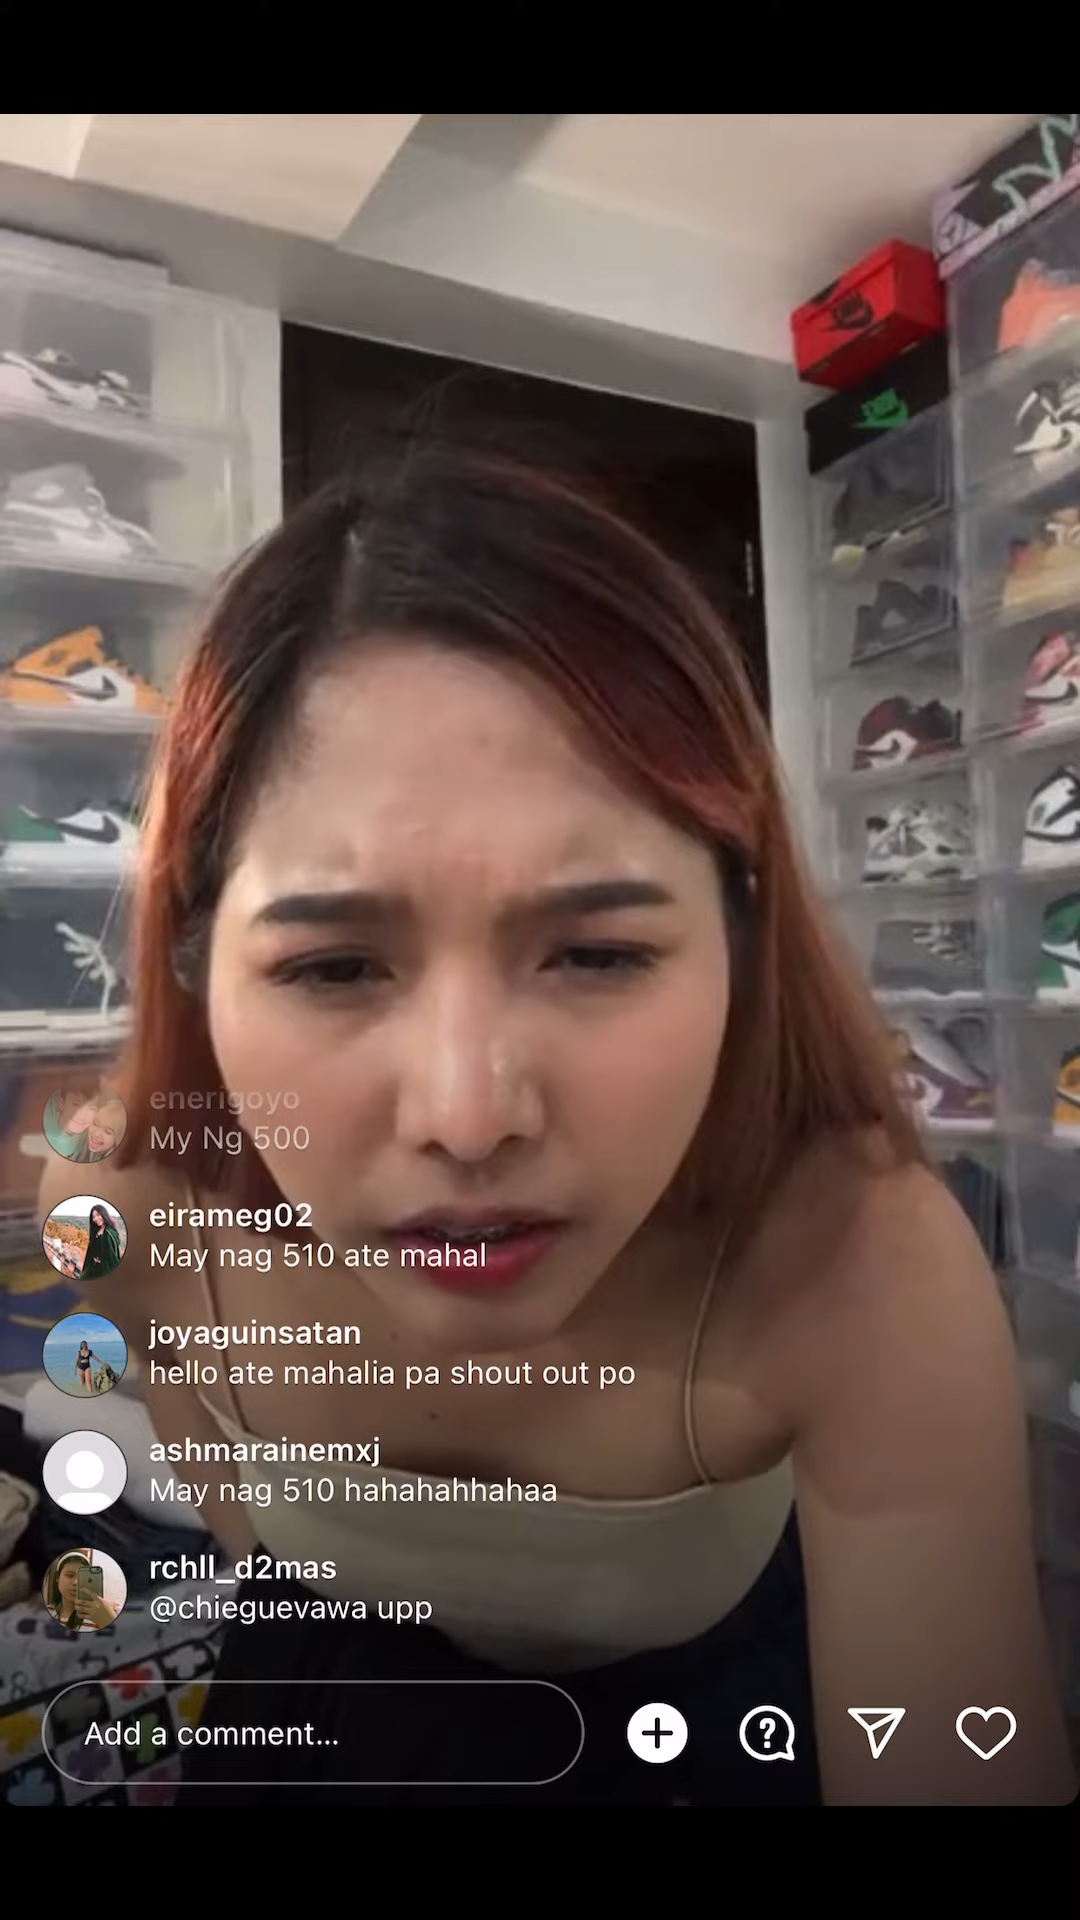 enerigoyo
My Ng 500
eirameg02
May nag 510 ate mahal
joyaguinsatan
hello ate mahalia pa shout out po
ashmarainemxj
May nag 510 hahahahhahaa
rchll_d2mas
@chieguevawa upp
Add a comment...